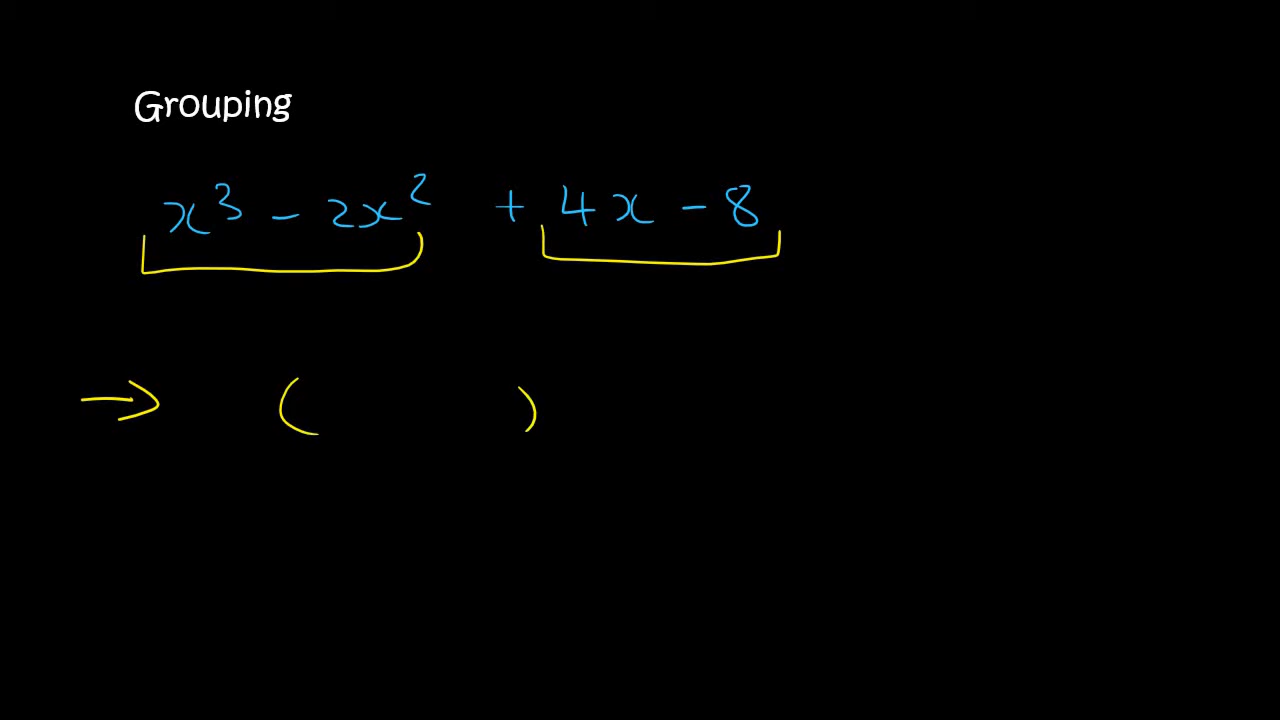 Grouping
x³ - 2x² + 4x - 8
→ ( )